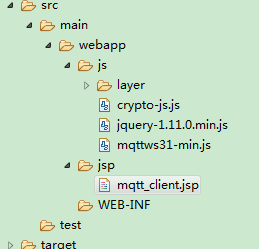 src
main
webapp
js
layer
crypto-js.js
jquery-1.11.0.min.js
mqttws31-min.js
jsp
mqtt_client.jsp
WEB-INF
test
target